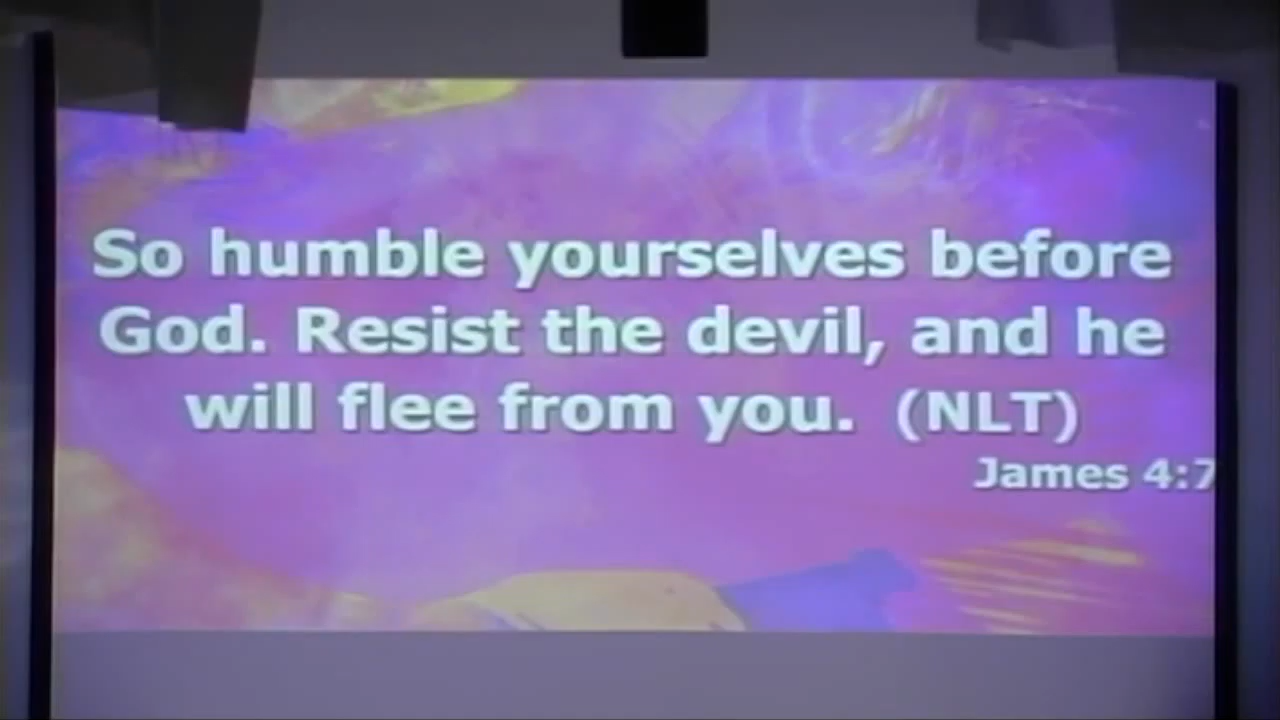 So humble yourselves before
God. Resist the devil, and he
will flee from you. (NLT)
James 4:7